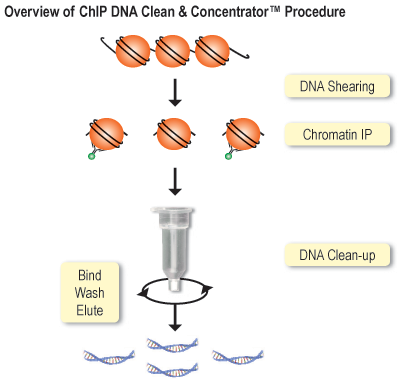 Overview of ChIP DNA Clean & Concentrator™ Procedure
DNA Shearing
Chromatin IP
DNA Clean-up
Bind
Wash
Elute